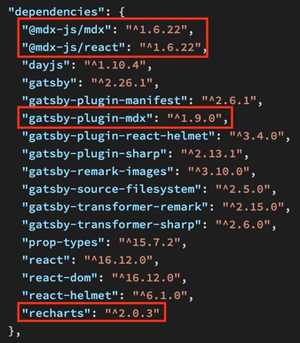 "dependencies": {
"@mdx-js/mdx": "^1.6.22",
"@mdx-js/react": "^1.6.22",
"dayjs": "^1.10.4",
"gatsby": "^2.26.1",
"gatsby-plugin-manifest": "^2.6.1",
"gatsby-plugin-mdx": "^1.9.0",
"gatsby-plugin-react-helmet": "^3.4.0",
"gatsby-plugin-sharp": "^2.13.1",
"gatsby-remark-images": "^3.10.0",
"gatsby-source-filesystem": "^2.5.0",
"gatsby-transformer-remark": "^2.15.0",
"gatsby-transformer-sharp": "^2.6.0",
"prop-types": "^15.7.2",
"react": "^16.12.0",
"react-dom": "^16.12.0",
"react-helmet": "^6.1.0",
"recharts": "^2.0.3"
},